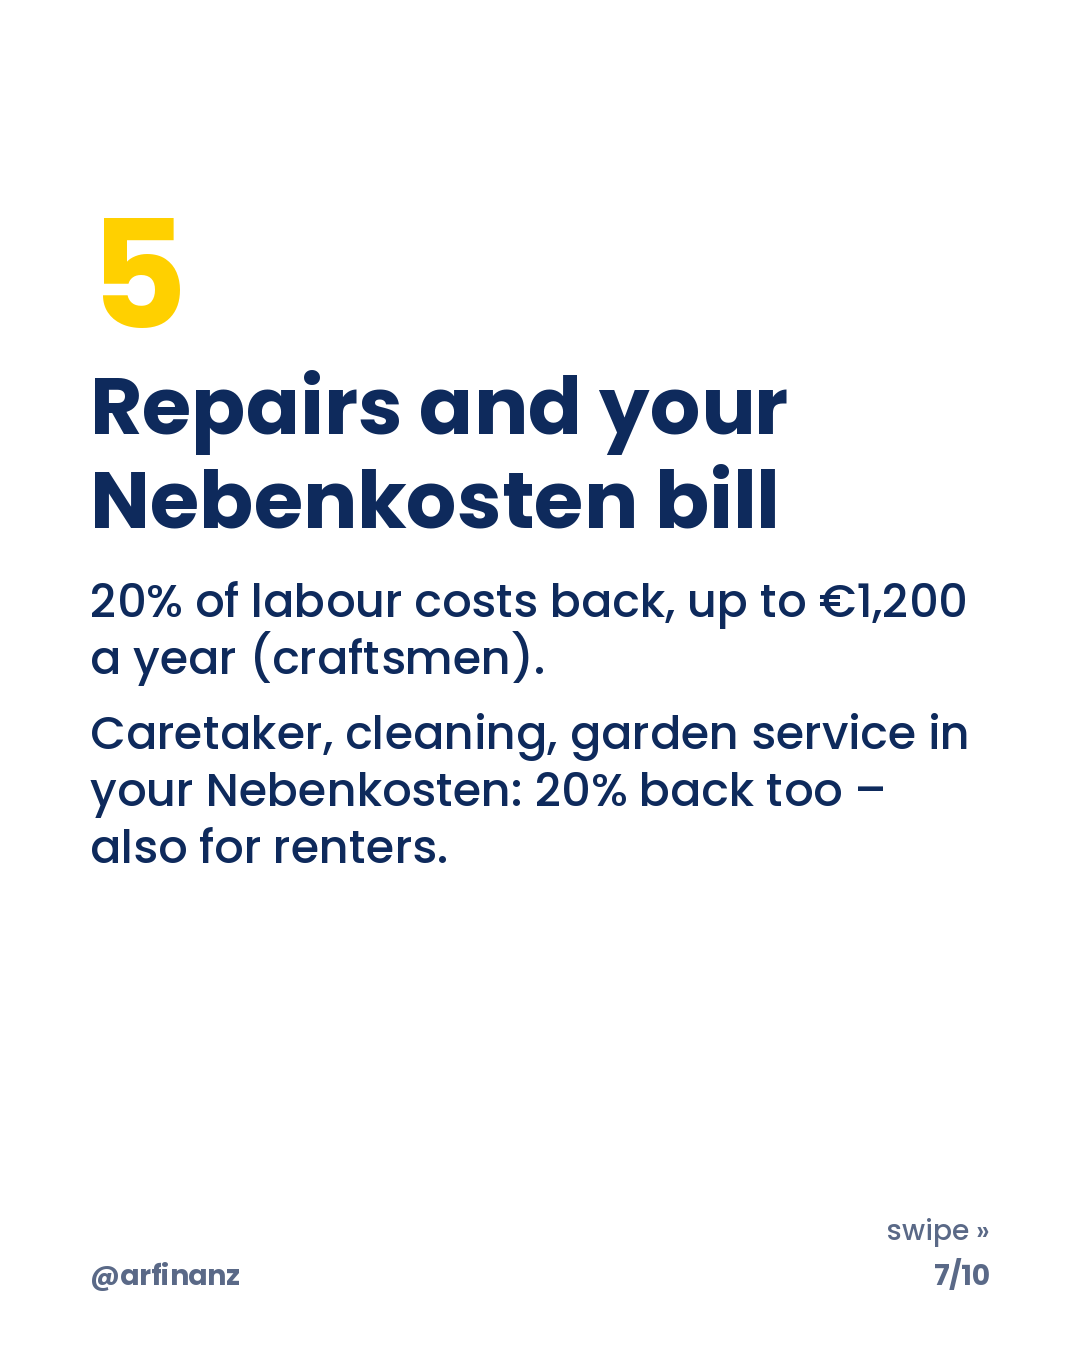 5
Repairs and your
Nebenkosten bill
20% of labour costs back, up to €1,200
a year (craftsmen).
Caretaker, cleaning, garden service in
your Nebenkosten: 20% back too –
also for renters.
swipe »
@arfinanz
7/10